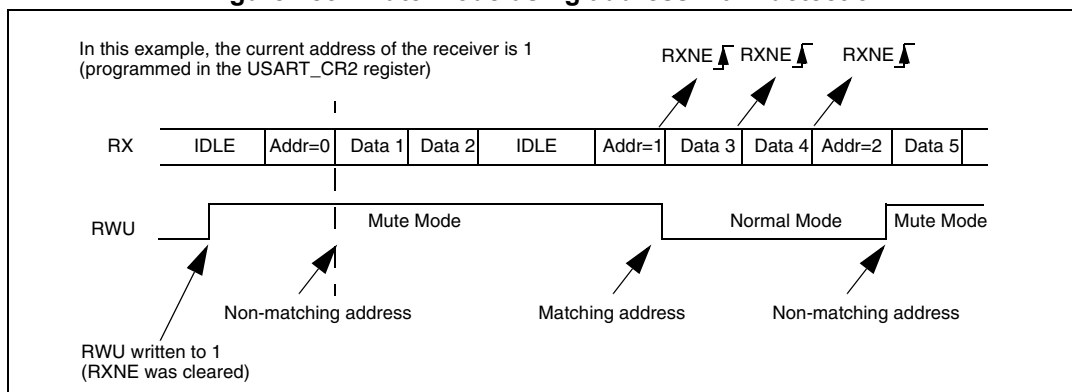 In this example, the current address of the receiver is 1
(programmed in the USART_CR2 register)
RXNE RXNE RXNE
RX IDLE Addr=0 Data 1 Data 2 IDLE Addr=1 Data 3 Data 4 Addr=2 Data 5
RWU Mute Mode Normal Mode Mute Mode
Non-matching address Matching address Non-matching address
RWU written to 1
(RXNE was cleared)